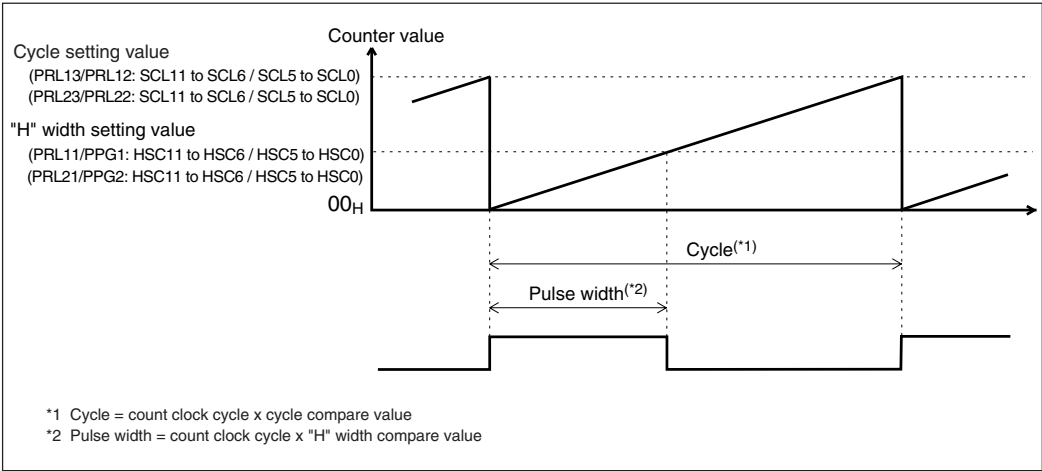 Counter value
Cycle setting value
(PRL13/PRL12: SCL11 to SCL6 / SCL5 to SCL0)
(PRL23/PRL22: SCL11 to SCL6 / SCL5 to SCL0)
"H" width setting value
(PRL11/PPG1: HSC11 to HSC6 / HSC5 to HSC0)
(PRL21/PPG2: HSC11 to HSC6 / HSC5 to HSC0)
00H
Cycle(*1)
Pulse width(*2)
*1 Cycle = count clock cycle x cycle compare value
*2 Pulse width = count clock cycle x "H" width compare value